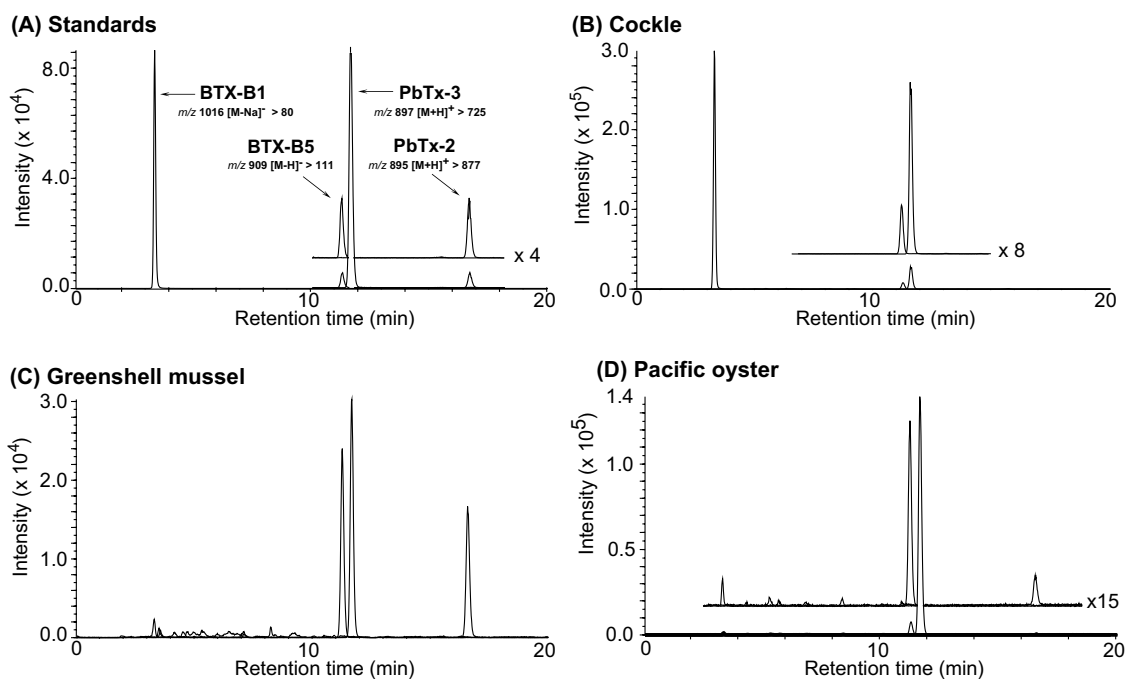 (A) Standards
8.0
4.0
0.0
Intensity (x 10⁴)
BTX-B1
m/z 1016 [M-Na]⁻ > 80
PbTx-3
m/z 897 [M+H]⁺ > 725
BTX-B5
m/z 909 [M-H]⁻ > 111
PbTx-2
m/z 895 [M+H]⁺ > 877
x 4
0 10 20
Retention time (min)
(B) Cockle
3.0
2.0
1.0
0.0
Intensity (x 10⁵)
x 8
0 10 20
Retention time (min)
(C) Greenshell mussel
3.0
2.0
1.0
0.0
Intensity (x 10⁴)
0 10 20
Retention time (min)
(D) Pacific oyster
1.4
1.0
0.5
0.0
Intensity (x 10⁵)
x15
0 10 20
Retention time (min)